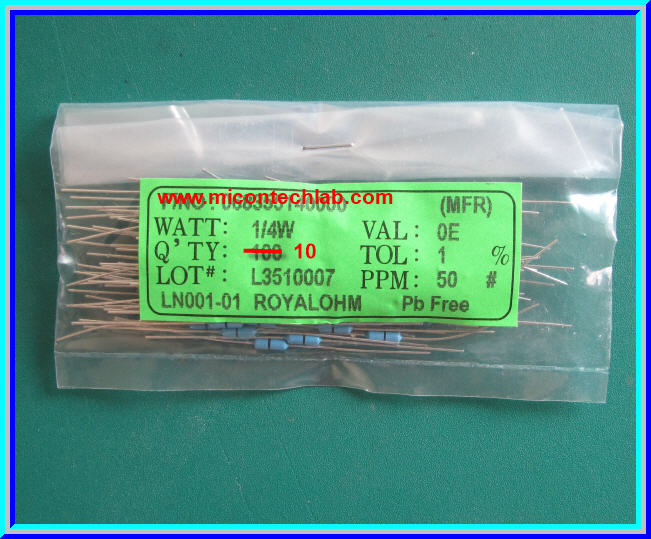 www.micontechlab.com
(MFR)
WATT: 1/4W VAL: 0E
Q'TY: 100 10 TOL: 1 %
LOT#: L3510007 PPM: 50 #
LN001-01 ROYALOHM Pb Free